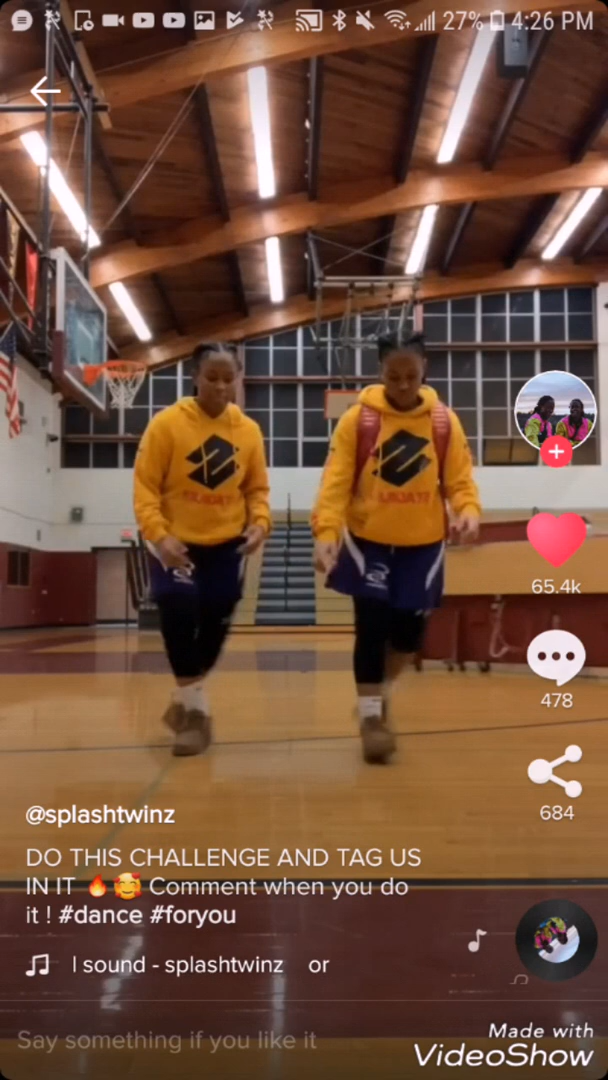 27% 4:26 PM
65.4k
478
684
@splashtwinz
DO THIS CHALLENGE AND TAG US
IN IT 🔥🥰 Comment when you do
it ! #dance #foryou
l sound - splashtwinz or
Say something if you like it
Made with
VideoShow